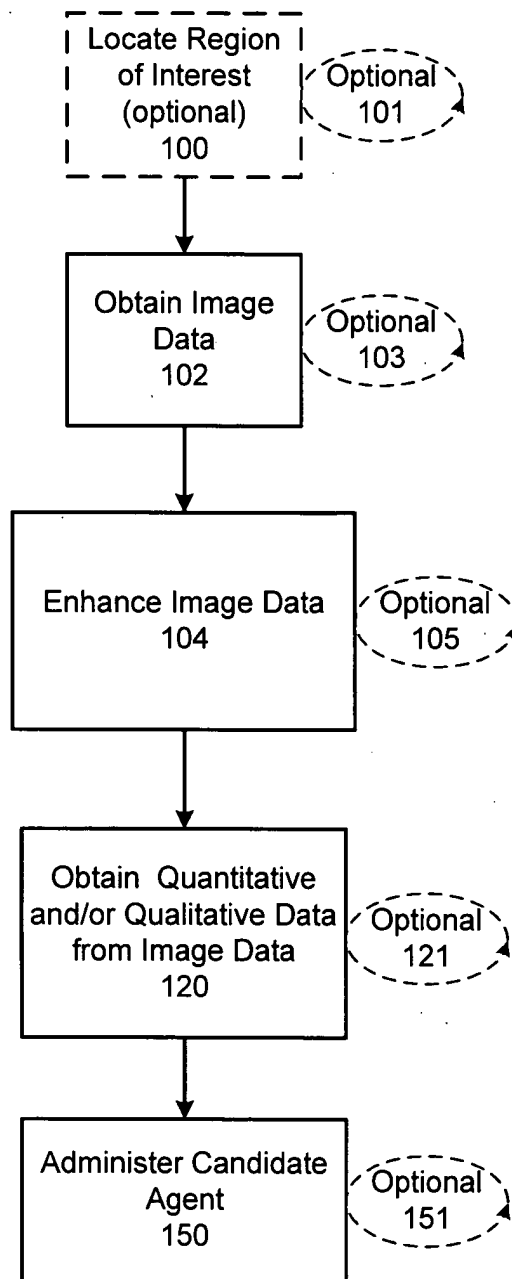 Locate Region
of Interest
(optional)
100
Optional
101
Obtain Image
Data
102
Optional
103
Enhance Image Data
104
Optional
105
Obtain Quantitative
and/or Qualitative Data
from Image Data
120
Optional
121
Administer Candidate
Agent
150
Optional
151